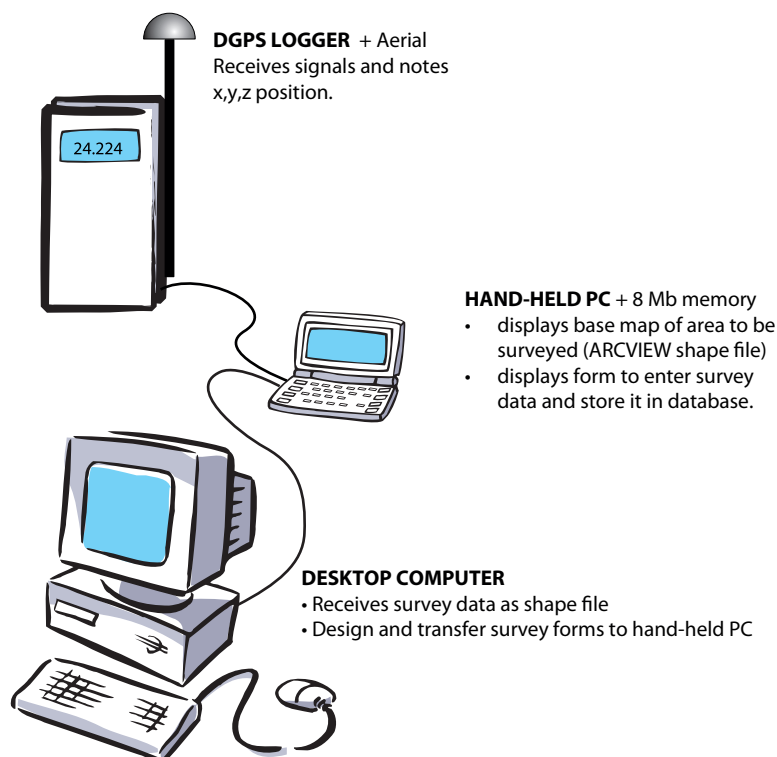 DGPS LOGGER + Aerial
Receives signals and notes
x,y,z position.
24.224
HAND-HELD PC + 8 Mb memory
• displays base map of area to be
surveyed (ARCVIEW shape file)
• displays form to enter survey
data and store it in database.
DESKTOP COMPUTER
• Receives survey data as shape file
• Design and transfer survey forms to hand-held PC